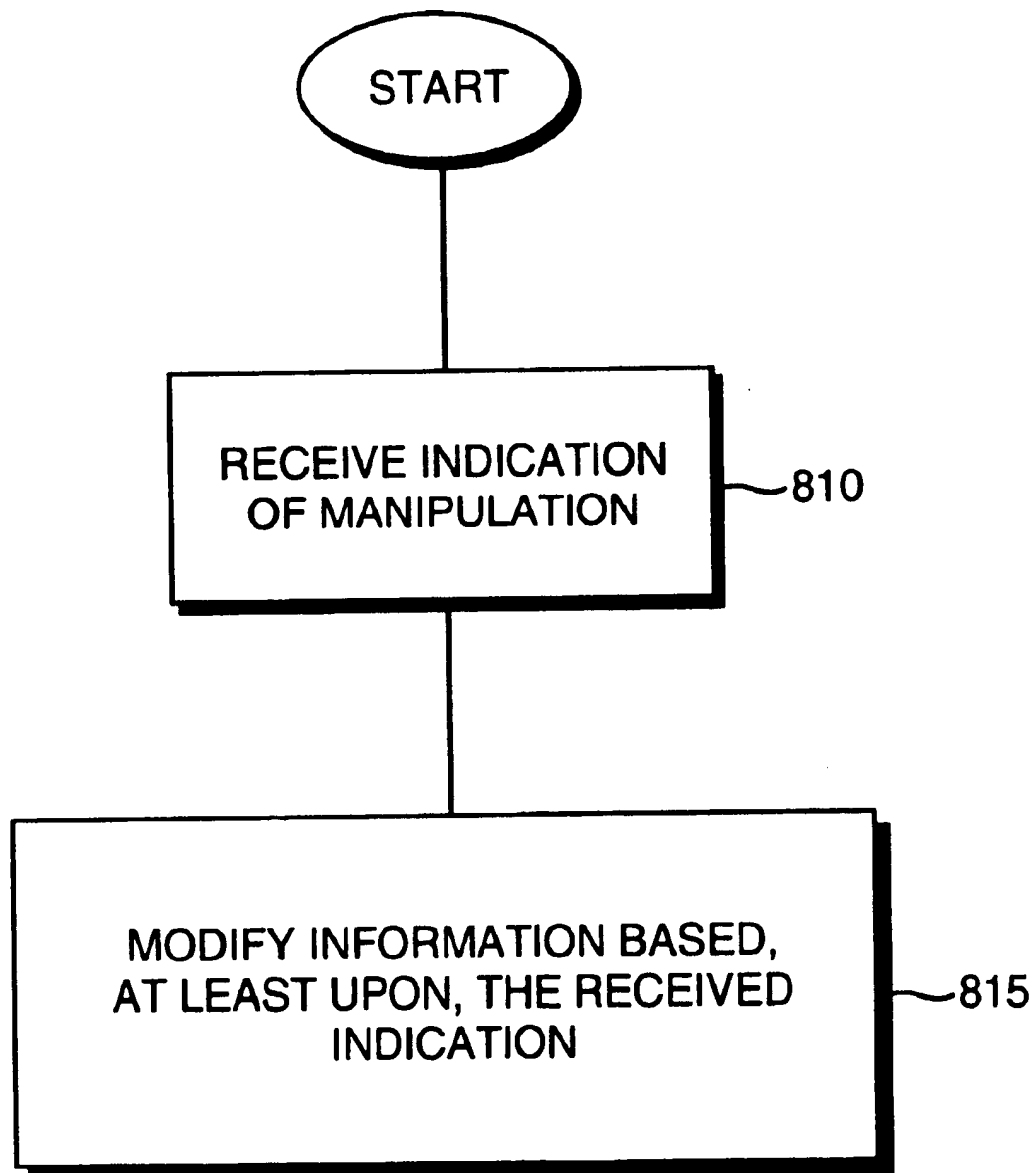 START
RECEIVE INDICATION
OF MANIPULATION
810
MODIFY INFORMATION BASED,
AT LEAST UPON, THE RECEIVED
INDICATION
815